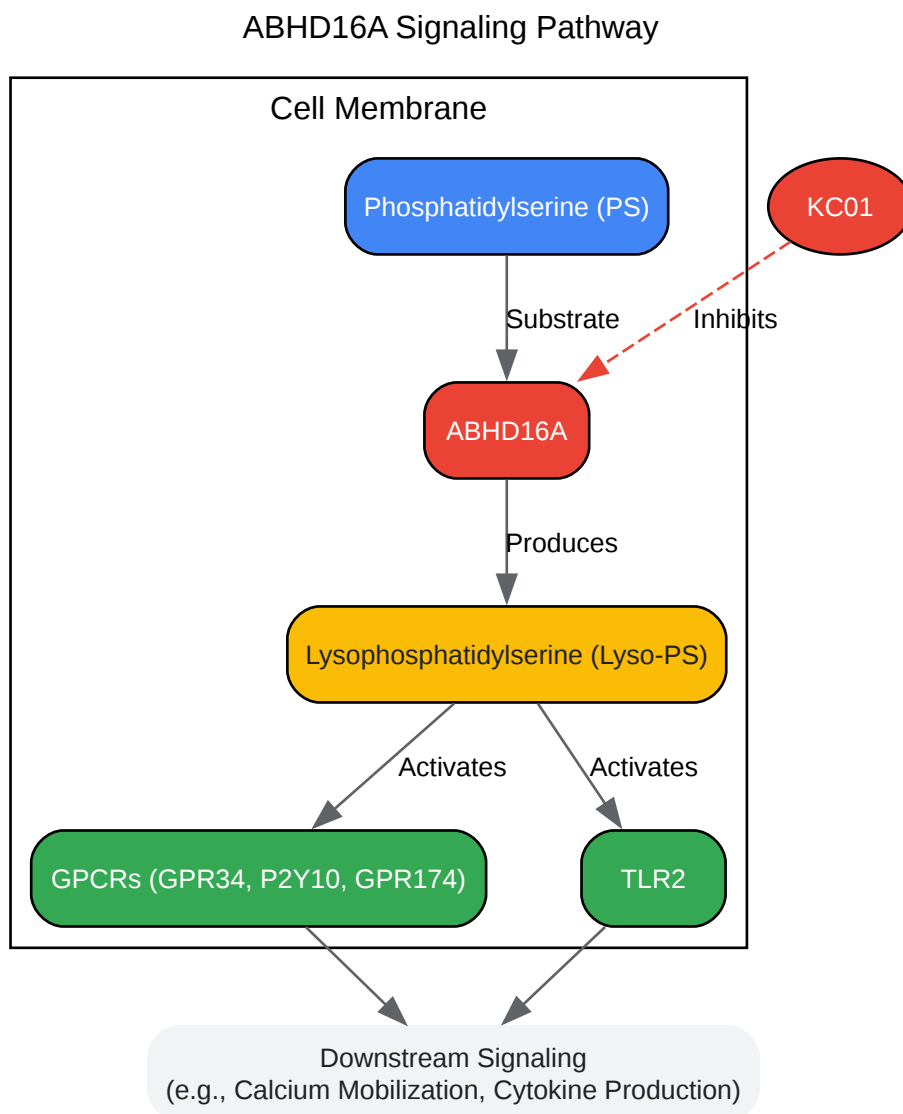 ABHD16A Signaling Pathway
Cell Membrane
Phosphatidylserine (PS)
KC01
Substrate
Inhibits
ABHD16A
Produces
Lysophosphatidylserine (Lyso-PS)
Activates
Activates
GPCRs (GPR34, P2Y10, GPR174)
TLR2
Downstream Signaling
(e.g., Calcium Mobilization, Cytokine Production)